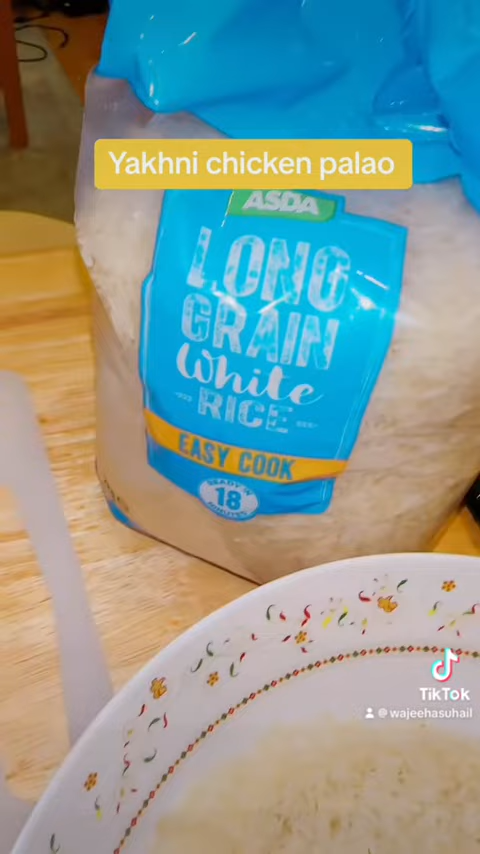 Yakhni chicken palao
ASDA
LONG
GRAIN
White
RICE
EASY COOK
READY IN
18
MINUTES
TikTok
@ wajeehasuhail